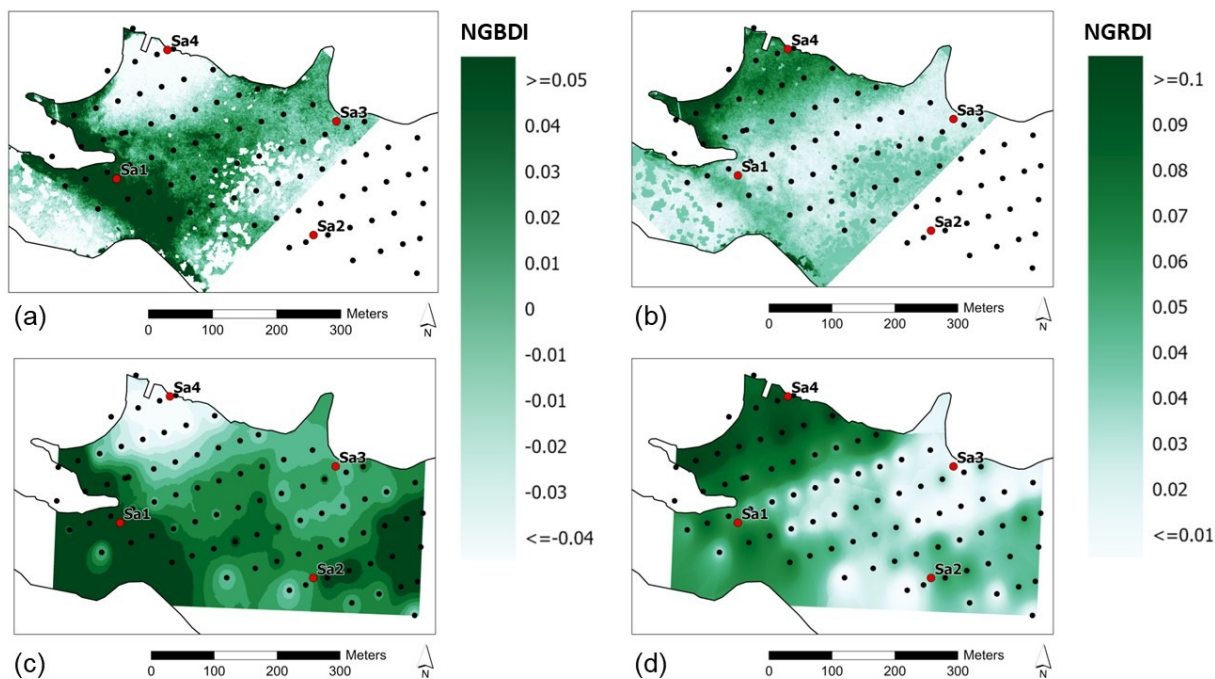 NGBDI
NGRDI
Sa4
Sa3
Sa1
Sa2
(a)
Meters
0 100 200 300
N
>=0.05
0.04
0.03
0.02
0.01
0
-0.01
-0.01
-0.02
-0.03
<=-0.04
Sa4
Sa3
Sa1
Sa2
(b)
Meters
0 100 200 300
N
>=0.1
0.09
0.08
0.07
0.06
0.05
0.04
0.04
0.03
0.02
<=0.01
Sa4
Sa3
Sa1
Sa2
(c)
Meters
0 100 200 300
N
Sa4
Sa3
Sa1
Sa2
(d)
Meters
0 100 200 300
N